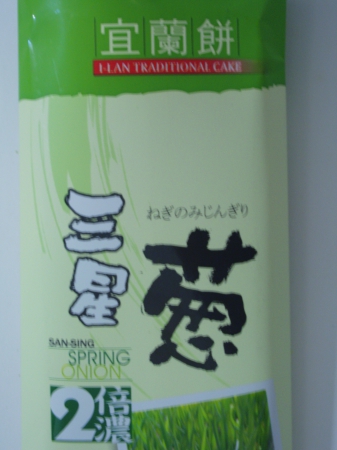 宜蘭餅
I-LAN TRADITIONAL CAKE
三星
ねぎのみじんぎり
蔥
SAN-SING
SPRING
ONION
2倍濃